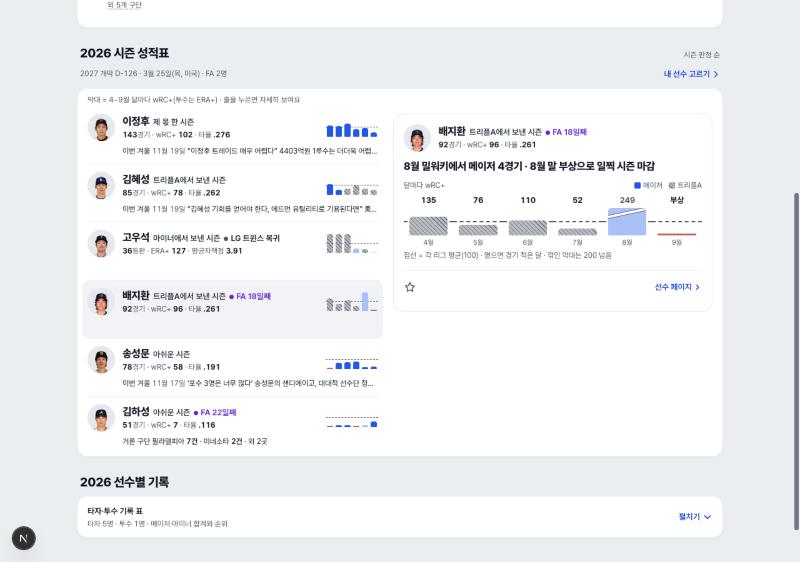 외 5개 구단
2026 시즌 성적표
시즌 판정 순
2027 개막 D-126 · 3월 25일(목, 미국) · FA 2명
내 선수 고르기 >
막대 = 4~9월 달마다 wRC+(투수는 ERA+) · 줄을 누르면 자세히 보여요
이정후 제 몫 한 시즌
143경기 · wRC+ 102 · 타율 .276
이번 겨울 11월 19일 "이정후 트레이드 매우 어렵다" 4403억원 1루수는 더더욱 어렵...
김혜성 트리플A에서 보낸 시즌
85경기 · wRC+ 78 · 타율 .262
이번 겨울 11월 19일 "김혜성 기회를 얻어야 한다, 에드먼 유틸리티로 기용된다면" 美...
고우석 마이너에서 보낸 시즌 ● LG 트윈스 복귀
36등판 · ERA+ 127 · 평균자책점 3.91
배지환 트리플A에서 보낸 시즌 ● FA 18일째
92경기 · wRC+ 96 · 타율 .261
송성문 아쉬운 시즌
78경기 · wRC+ 58 · 타율 .191
이번 겨울 11월 17일 '포수 3명은 너무 많다' 송성문의 샌디에이고, 대대적 선수단 정...
김하성 아쉬운 시즌 ● FA 22일째
51경기 · wRC+ 7 · 타율 .116
거론 구단 필라델피아 7건 · 미네소타 2건 · 외 2곳
배지환 트리플A에서 보낸 시즌 ● FA 18일째
92경기 · wRC+ 96 · 타율 .261
8월 밀워키에서 메이저 4경기 · 8월 말 부상으로 일찍 시즌 마감
달마다 wRC+
메이저 트리플A
135 76 110 52 249 부상
4월 5월 6월 7월 8월 9월
점선 = 각 리그 평균(100) · 옅으면 경기 적은 달 · 꺾인 막대는 200 넘음
선수 페이지 >
2026 선수별 기록
타자·투수 기록 표
타자 5명 · 투수 1명 · 메이저·마이너 합계와 순위
펼치기
N